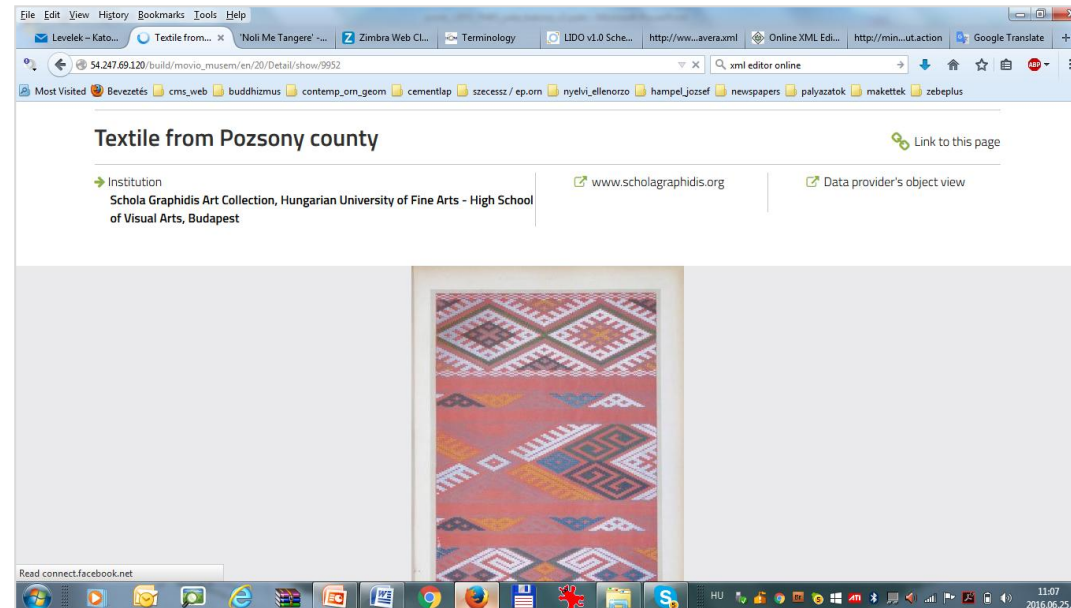 File Edit View History Bookmarks Tools Help
Levelek – Kato... Textile from... × 'Noli Me Tangere' -... Zimbra Web Cl... Terminology LIDO v1.0 Sche... http://ww...avera.xml Online XML Edi... http://min...ut.action Google Translate +
54.247.69.120/build/movio_musem/en/20/Detail/show/9952 xml editor online
Most Visited Bevezetés cms_web buddhizmus contemp_orn_geom cementlap szecessz / ep.orn nyelvi_ellenorzo hampel_jozsef newspapers palyazatok makettek zebeplus
Textile from Pozsony county
Link to this page
Institution www.scholagraphidis.org Data provider's object view
Schola Graphidis Art Collection, Hungarian University of Fine Arts - High School
of Visual Arts, Budapest
Read connect.facebook.net
HU 11:07
2016.06.25